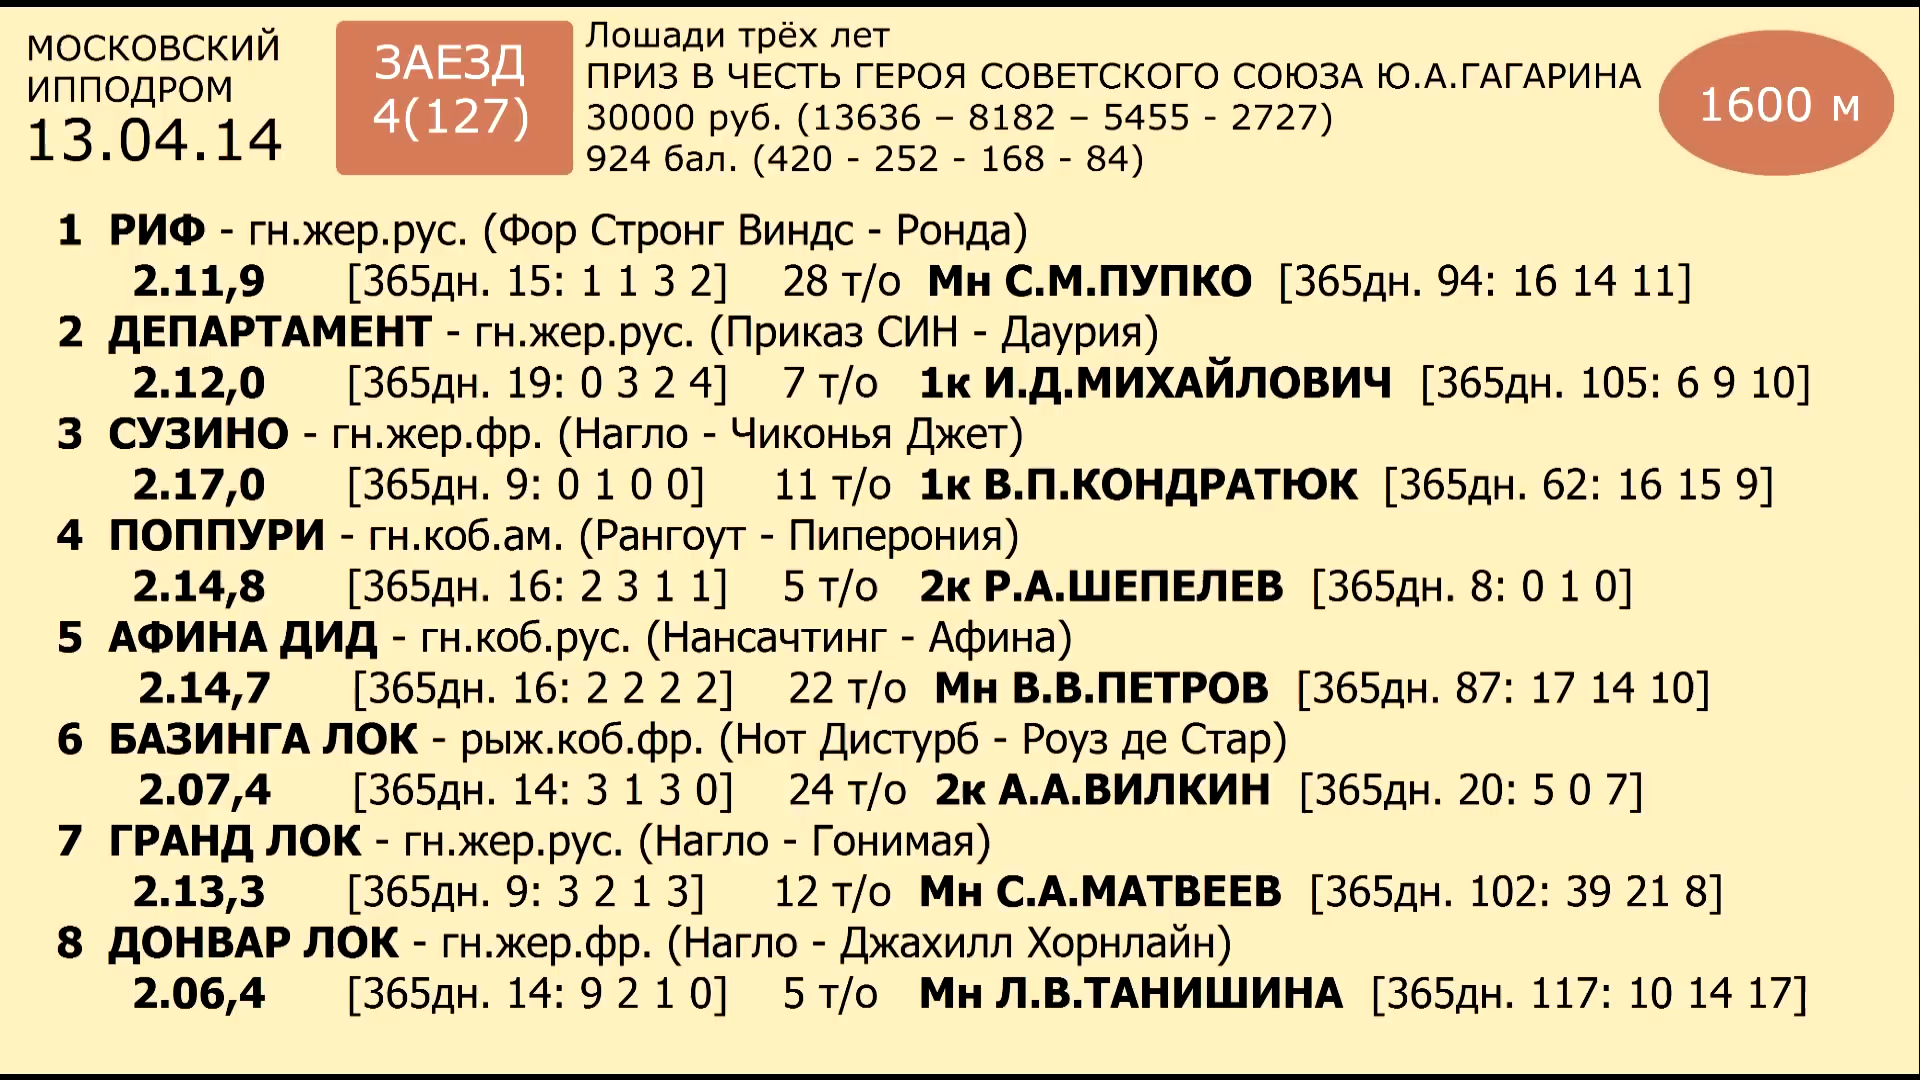 МОСКОВСКИЙ
ИППОДРОМ
13.04.14
ЗАЕЗД
4(127)
Лошади трёх лет
ПРИЗ В ЧЕСТЬ ГЕРОЯ СОВЕТСКОГО СОЮЗА Ю.А.ГАГАРИНА
30000 руб. (13636 – 8182 – 5455 - 2727)
924 бал. (420 - 252 - 168 - 84)
1600 м
1 РИФ - гн.жер.рус. (Фор Стронг Виндс - Ронда)
2.11,9 [365дн. 15: 1 1 3 2] 28 т/о Мн С.М.ПУПКО [365дн. 94: 16 14 11]
2 ДЕПАРТАМЕНТ - гн.жер.рус. (Приказ СИН - Даурия)
2.12,0 [365дн. 19: 0 3 2 4] 7 т/о 1к И.Д.МИХАЙЛОВИЧ [365дн. 105: 6 9 10]
3 СУЗИНО - гн.жер.фр. (Нагло - Чиконья Джет)
2.17,0 [365дн. 9: 0 1 0 0] 11 т/о 1к В.П.КОНДРАТЮК [365дн. 62: 16 15 9]
4 ПОППУРИ - гн.коб.ам. (Рангоут - Пиперония)
2.14,8 [365дн. 16: 2 3 1 1] 5 т/о 2к Р.А.ШЕПЕЛЕВ [365дн. 8: 0 1 0]
5 АФИНА ДИД - гн.коб.рус. (Нансачтинг - Афина)
2.14,7 [365дн. 16: 2 2 2 2] 22 т/о Мн В.В.ПЕТРОВ [365дн. 87: 17 14 10]
6 БАЗИНГА ЛОК - рыж.коб.фр. (Нот Дистурб - Роуз де Стар)
2.07,4 [365дн. 14: 3 1 3 0] 24 т/о 2к А.А.ВИЛКИН [365дн. 20: 5 0 7]
7 ГРАНД ЛОК - гн.жер.рус. (Нагло - Гонимая)
2.13,3 [365дн. 9: 3 2 1 3] 12 т/о Мн С.А.МАТВЕЕВ [365дн. 102: 39 21 8]
8 ДОНВАР ЛОК - гн.жер.фр. (Нагло - Джахилл Хорнлайн)
2.06,4 [365дн. 14: 9 2 1 0] 5 т/о Мн Л.В.ТАНИШИНА [365дн. 117: 10 14 17]